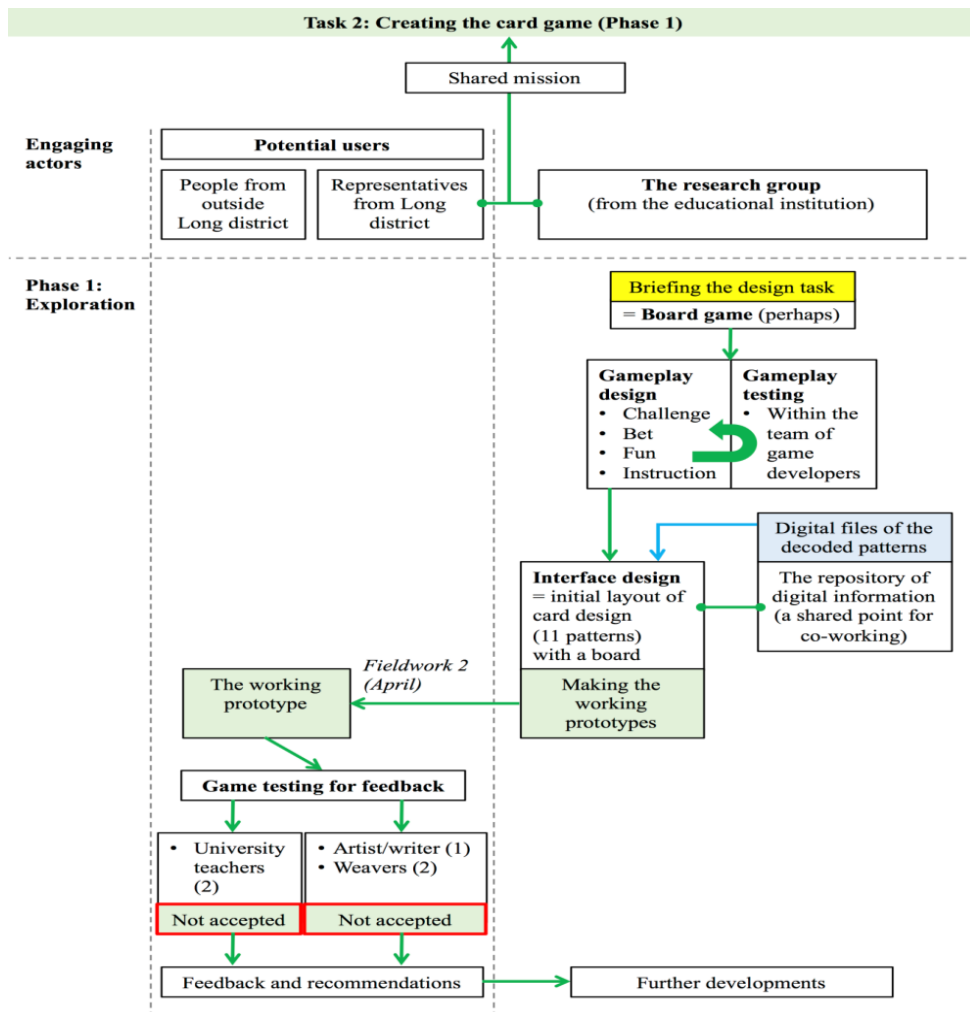 Task 2: Creating the card game (Phase 1)
Shared mission
Engaging
actors
Potential users
People from
outside
Long district
Representatives
from Long
district
The research group
(from the educational institution)
Phase 1:
Exploration
Briefing the design task
= Board game (perhaps)
Gameplay
design
• Challenge
• Bet
• Fun
• Instruction
Gameplay
testing
• Within the
team of
game
developers
Digital files of the
decoded patterns
The repository of
digital information
(a shared point for
co-working)
Interface design
= initial layout of
card design
(11 patterns)
with a board
Making the
working
prototypes
Fieldwork 2
(April)
The working
prototype
Game testing for feedback
• University
teachers
(2)
• Artist/writer (1)
• Weavers (2)
Not accepted
Not accepted
Feedback and recommendations
Further developments